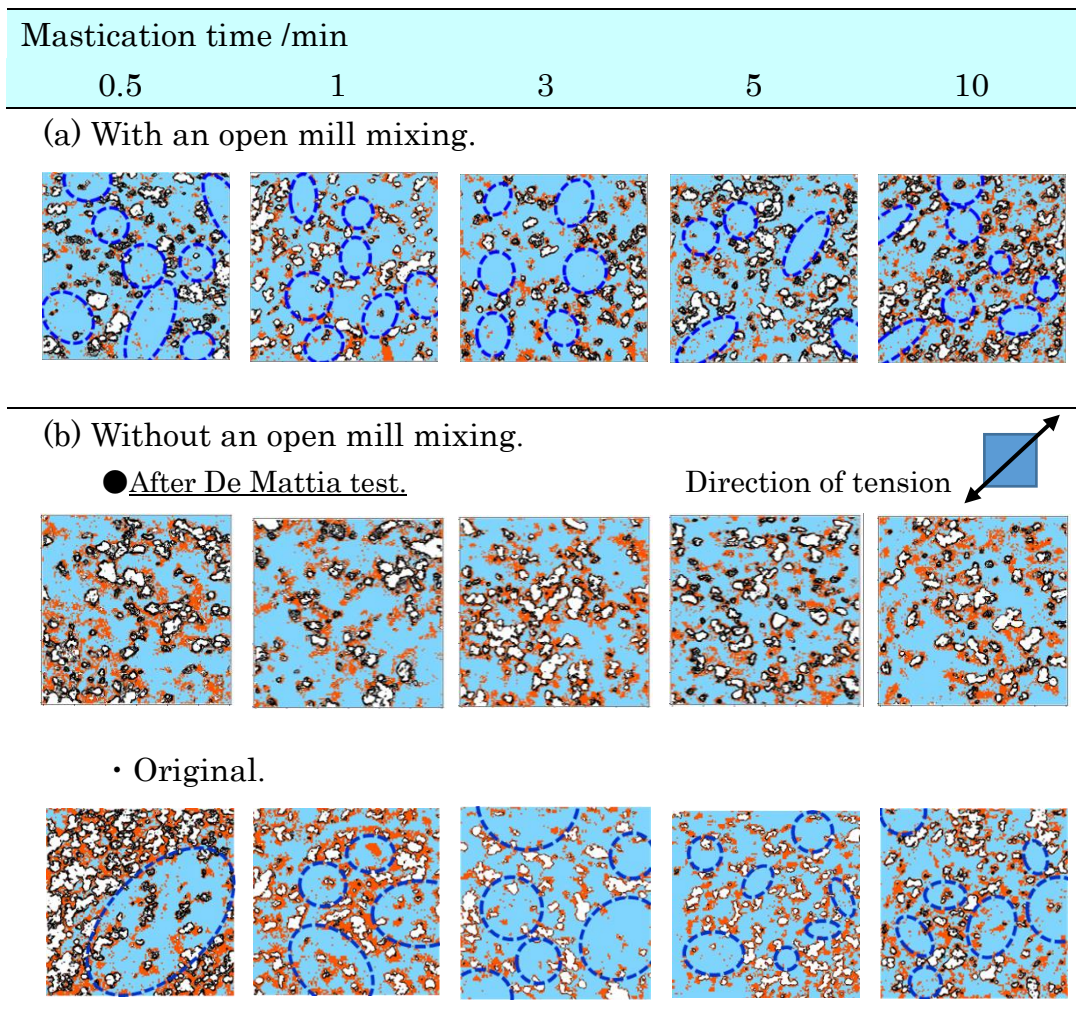 Mastication time /min
0.5 1 3 5 10
(a) With an open mill mixing.
(b) Without an open mill mixing.
●After De Mattia test. Direction of tension
・Original.